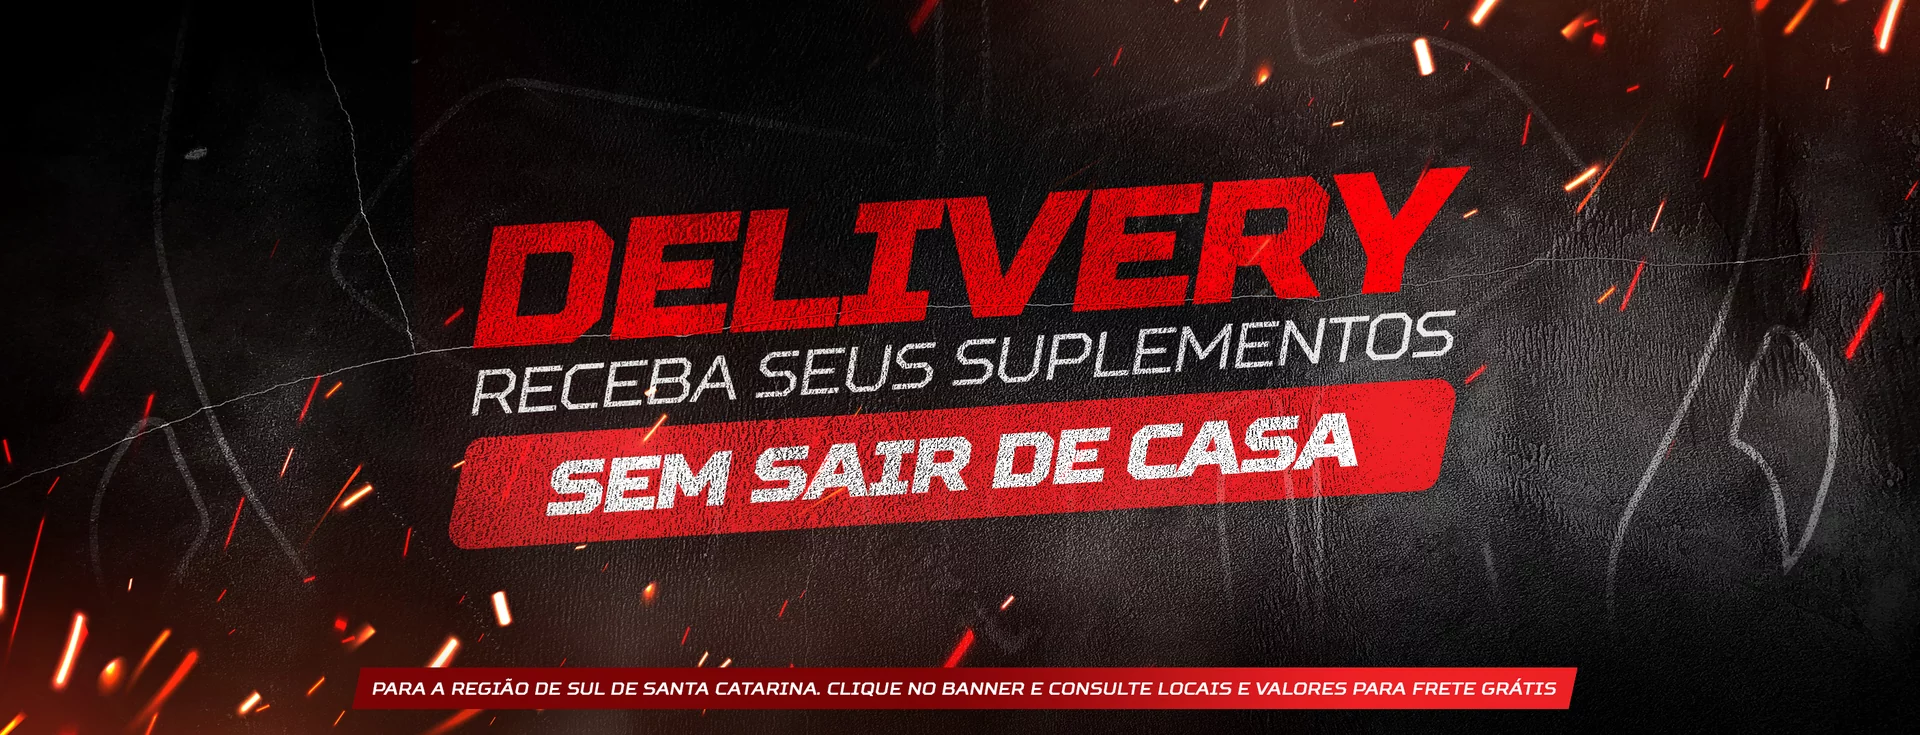 DELIVERY
RECEBA SEUS SUPLEMENTOS
SEM SAIR DE CASA
PARA A REGIÃO DE SUL DE SANTA CATARINA. CLIQUE NO BANNER E CONSULTE LOCAIS E VALORES PARA FRETE GRÁTIS